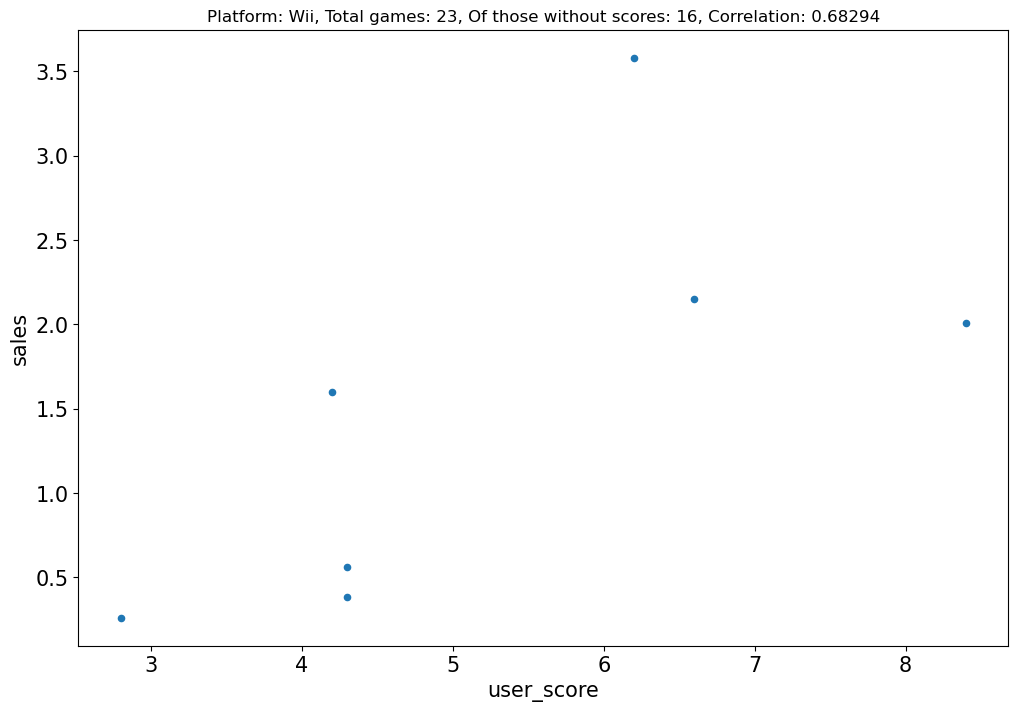 Platform: Wii, Total games: 23, Of those without scores: 16, Correlation: 0.68294
3.5
3.0
2.5
2.0
1.5
1.0
0.5
sales
3 4 5 6 7 8
user_score